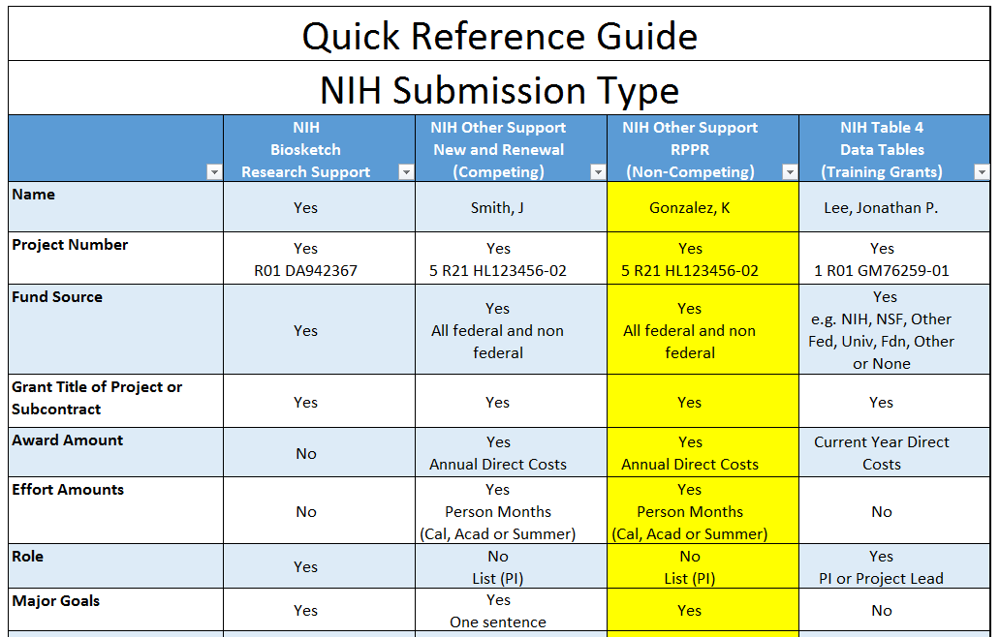 Quick Reference Guide
NIH Submission Type
NIH
Biosketch
Research Support
NIH Other Support
New and Renewal
(Competing)
NIH Other Support
RPPR
(Non-Competing)
NIH Table 4
Data Tables
(Training Grants)
Name
Yes
Smith, J
Gonzalez, K
Lee, Jonathan P.
Project Number
Yes
R01 DA942367
Yes
5 R21 HL123456-02
Yes
5 R21 HL123456-02
Yes
1 R01 GM76259-01
Fund Source
Yes
Yes
All federal and non
federal
Yes
All federal and non
federal
Yes
e.g. NIH, NSF, Other
Fed, Univ, Fdn, Other
or None
Grant Title of Project or
Subcontract
Yes
Yes
Yes
Yes
Award Amount
No
Yes
Annual Direct Costs
Yes
Annual Direct Costs
Current Year Direct
Costs
Effort Amounts
No
Yes
Person Months
(Cal, Acad or Summer)
Yes
Person Months
(Cal, Acad or Summer)
No
Role
Yes
No
List (PI)
No
List (PI)
Yes
PI or Project Lead
Major Goals
Yes
Yes
One sentence
Yes
No